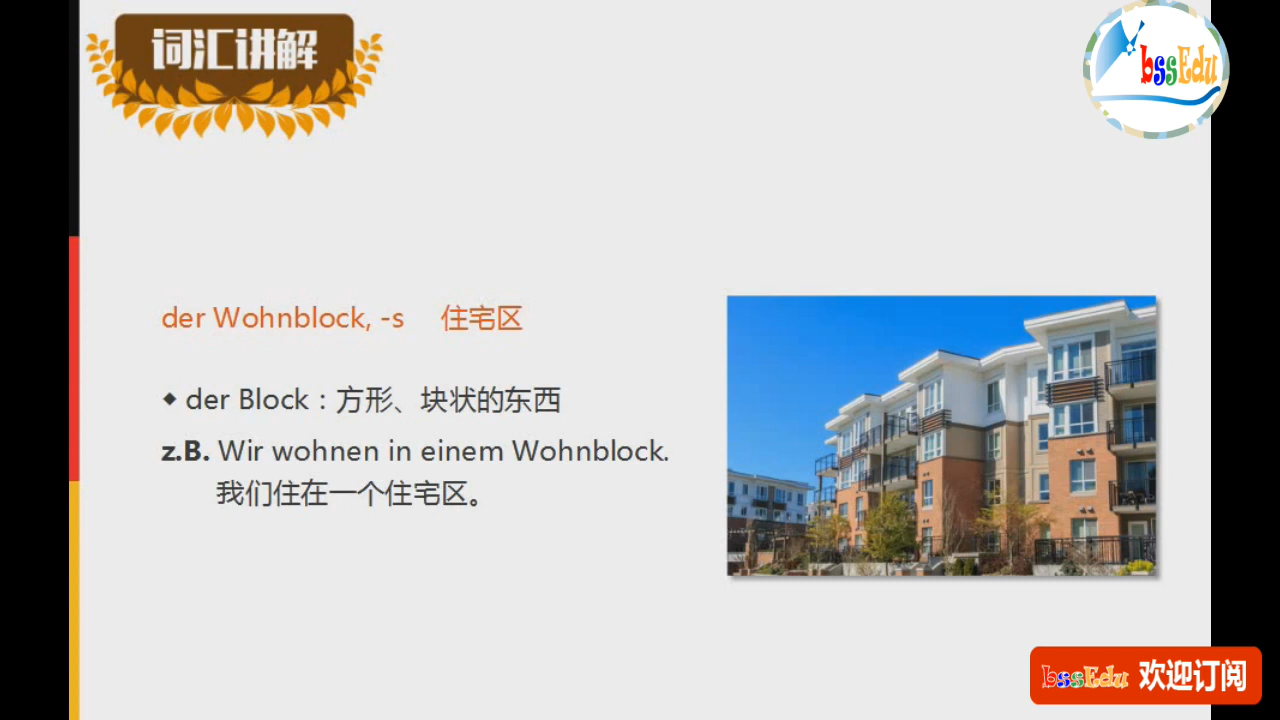 词汇讲解
bssEdu
der Wohnblock, -s 住宅区
◆ der Block：方形、块状的东西
z.B. Wir wohnen in einem Wohnblock.
我们住在一个住宅区。
bssEdu 欢迎订阅